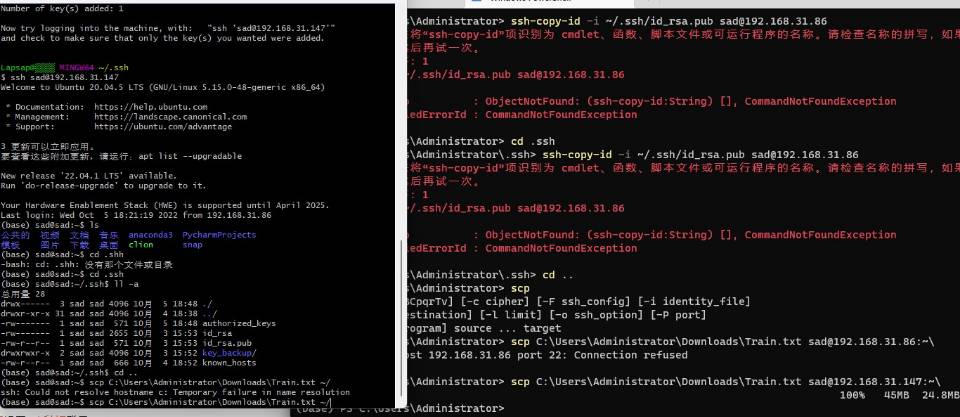 Number of key(s) added: 1
Now try logging into the machine, with:   "ssh 'sad@192.168.31.147'"
and check to make sure that only the key(s) you wanted were added.
MINGW64 ~/.ssh
$ ssh sad@192.168.31.147
Welcome to Ubuntu 20.04.5 LTS (GNU/Linux 5.15.0-48-generic x86_64)
* Documentation:  https://help.ubuntu.com
* Management:     https://landscape.canonical.com
* Support:        https://ubuntu.com/advantage
3 更新可以立即应用。
要查看这些附加更新，请运行：apt list --upgradable
New release '22.04.1 LTS' available.
Run 'do-release-upgrade' to upgrade to it.
Your Hardware Enablement Stack (HWE) is supported until April 2025.
Last login: Wed Oct  5 18:21:19 2022 from 192.168.31.86
(base) sad@sad:~$ ls
公共的  视频  文档  音乐  anaconda3  PycharmProjects
模板    图片  下载  桌面  clion      snap
(base) sad@sad:~$ cd .shh
-bash: cd: .shh: 没有那个文件或目录
(base) sad@sad:~$ cd .ssh
(base) sad@sad:~/.ssh$ ll -a
总用量 28
drwx------  3 sad sad 4096 10月  5 18:48 ./
drwxr-xr-x 31 sad sad 4096 10月  4 18:38 ../
-rw-------  1 sad sad  571 10月  5 18:48 authorized_keys
-rw-------  1 sad sad 2655 10月  3 15:53 id_rsa
-rw-r--r--  1 sad sad  571 10月  3 15:53 id_rsa.pub
drwxrwxr-x  2 sad sad 4096 10月  3 15:52 key_backup/
-rw-r--r--  1 sad sad  666 10月  4 18:52 known_hosts
(base) sad@sad:~/.ssh$ cd ..
(base) sad@sad:~$ scp C:\Users\Administrator\Downloads\Train.txt ~/
ssh: Could not resolve hostname c: Temporary failure in name resolution
(base) sad@sad:~$ scp C:\Users\Administrator\Downloads\Train.txt ~/
s\Administrator> ssh-copy-id -i ~/.ssh/id_rsa.pub sad@192.168.31.86
将“ssh-copy-id”项识别为 cmdlet、函数、脚本文件或可运行程序的名称。请检查名称的拼写，如果
后再试一次。
: 1
/.ssh/id_rsa.pub sad@192.168.31.86
: ObjectNotFound: (ssh-copy-id:String) [], CommandNotFoundException
edErrorId : CommandNotFoundException
s\Administrator> cd .ssh
s\Administrator\.ssh> ssh-copy-id -i ~/.ssh/id_rsa.pub sad@192.168.31.86
将“ssh-copy-id”项识别为 cmdlet、函数、脚本文件或可运行程序的名称。请检查名称的拼写，如果
后再试一次。
: 1
/.ssh/id_rsa.pub sad@192.168.31.86
: ObjectNotFound: (ssh-copy-id:String) [], CommandNotFoundException
edErrorId : CommandNotFoundException
s\Administrator\.ssh> cd ..
s\Administrator> scp
BCpqrTv] [-c cipher] [-F ssh_config] [-i identity_file]
estination] [-l limit] [-o ssh_option] [-P port]
rogram] source ... target
s\Administrator> scp C:\Users\Administrator\Downloads\Train.txt sad@192.168.31.86:~\
ost 192.168.31.86 port 22: Connection refused
s\Administrator> scp C:\Users\Administrator\Downloads\Train.txt sad@192.168.31.147:~\
100%   45MB  24.8MB
s\Administrator>